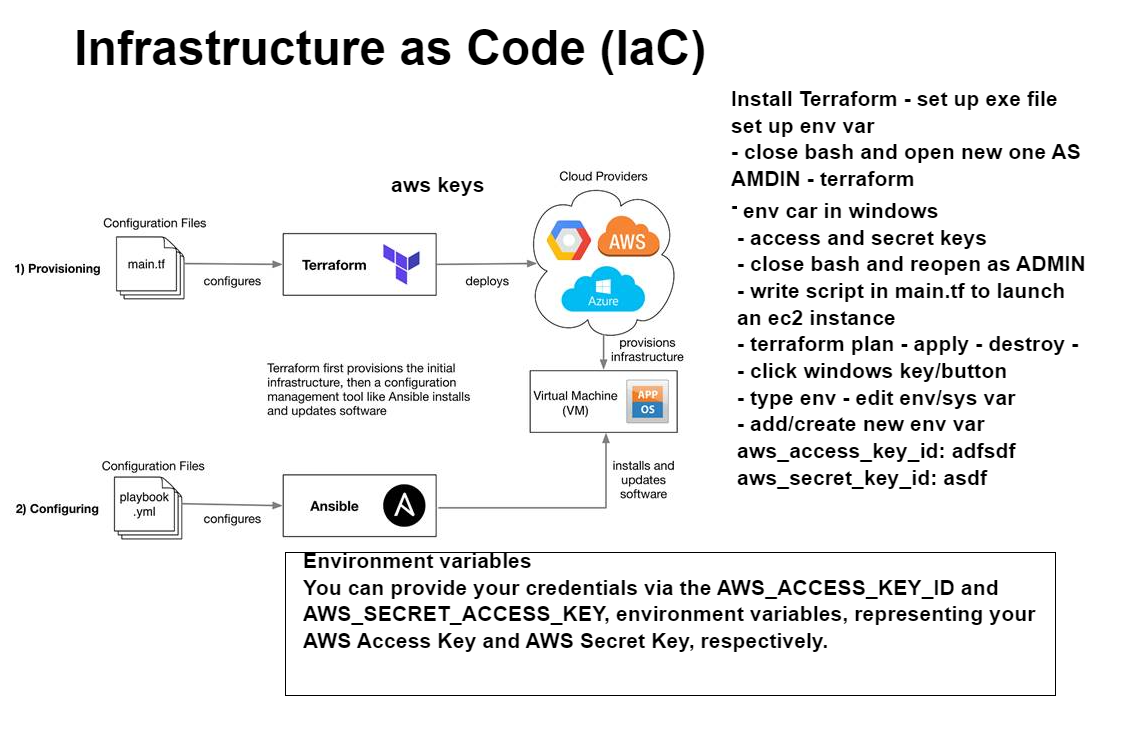 Infrastructure as Code (IaC)
Install Terraform - set up exe file
set up env var
- close bash and open new one AS
AMDIN - terraform
- env car in windows
- access and secret keys
- close bash and reopen as ADMIN
- write script in main.tf to launch
an ec2 instance
- terraform plan - apply - destroy -
- click windows key/button
- type env - edit env/sys var
- add/create new env var
aws_access_key_id: adfsdf
aws_secret_key_id: asdf
aws keys
Cloud Providers
Configuration Files
1) Provisioning
main.tf
configures
Terraform
deploys
AWS
Azure
provisions
infrastructure
Terraform first provisions the initial
infrastructure, then a configuration
management tool like Ansible installs
and updates software
Virtual Machine
(VM)
APP
OS
Configuration Files
2) Configuring
playbook
.yml
configures
Ansible
installs and
updates
software
Environment variables
You can provide your credentials via the AWS_ACCESS_KEY_ID and
AWS_SECRET_ACCESS_KEY, environment variables, representing your
AWS Access Key and AWS Secret Key, respectively.